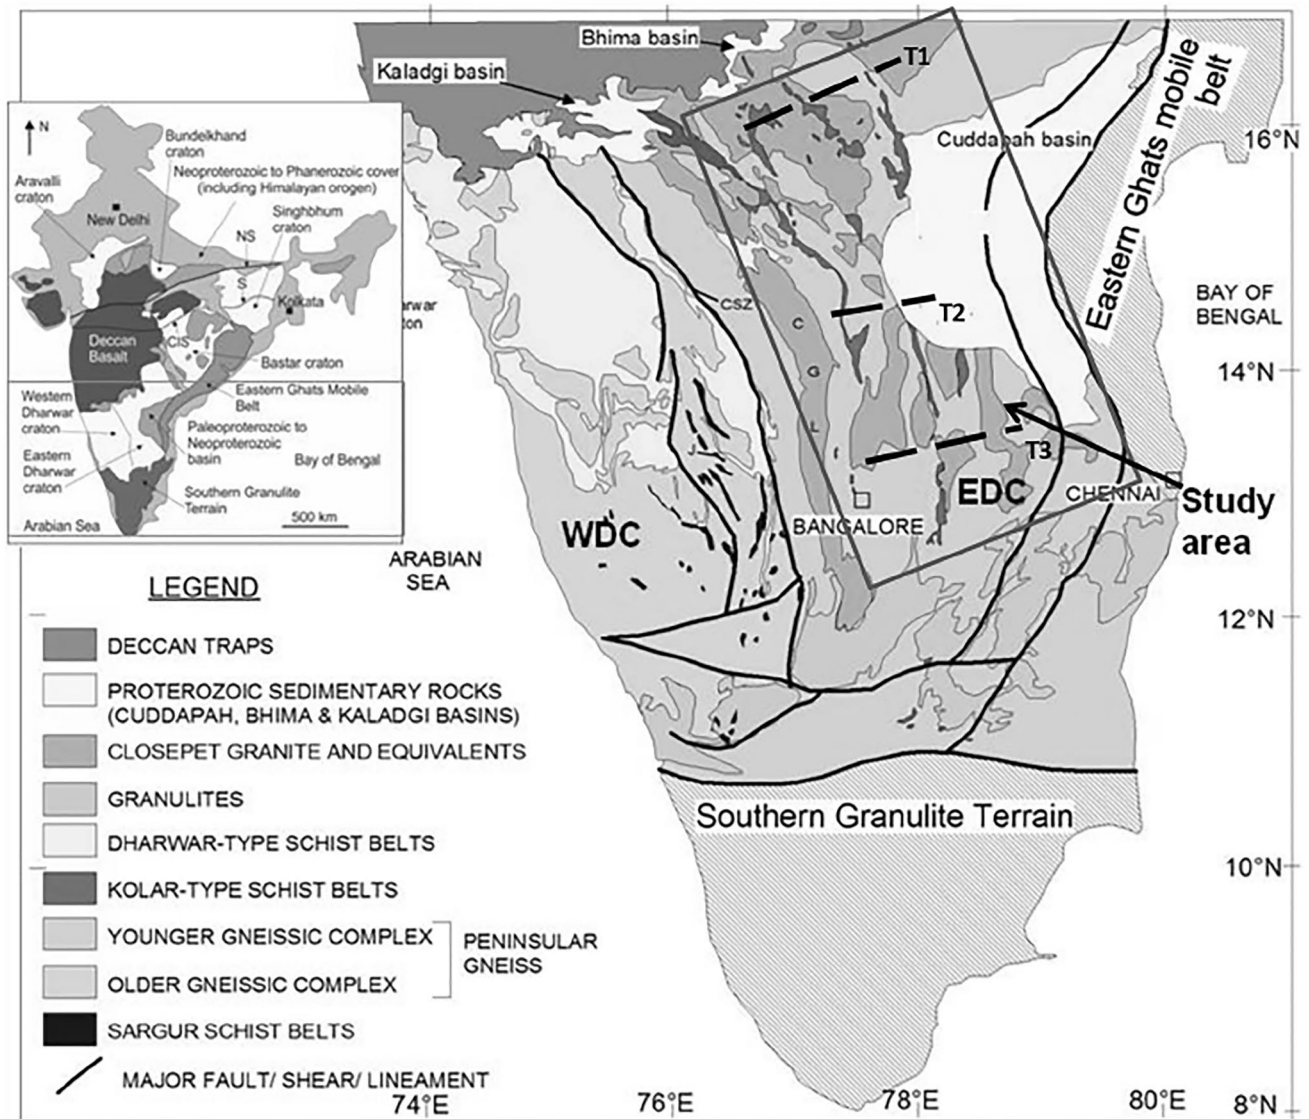 Bhima basin
Kaladgi basin
T1
Cuddapah basin
Eastern Ghats mobile
belt
16°N
BAY OF
BENGAL
CSZ
T2
C
G
L
14°N
T3
EDC
CHENNAI
Study
area
BANGALORE
WDC
ARABIAN
SEA
12°N
Southern Granulite Terrain
10°N
74°E
76°E
78°E
80°E
8°N
N
Bundelkhand
craton
Neoproterozoic to Phanerozoic cover
(including Himalayan orogen)
Aravalli
craton
Singhbhum
craton
New Delhi
NS
S
Kolkata
Deccan
Basalt
CIS
Bastar craton
Western
Dharwar
craton
Eastern Ghats Mobile
Belt
Paleoproterozoic to
Neoproterozoic
basin
Bay of Bengal
Eastern
Dharwar
craton
Southern Granulite
Terrain
Arabian Sea
500 km
LEGEND
DECCAN TRAPS
PROTEROZOIC SEDIMENTARY ROCKS
(CUDDAPAH, BHIMA & KALADGI BASINS)
CLOSEPET GRANITE AND EQUIVALENTS
GRANULITES
DHARWAR-TYPE SCHIST BELTS
KOLAR-TYPE SCHIST BELTS
YOUNGER GNEISSIC COMPLEX
OLDER GNEISSIC COMPLEX
PENINSULAR
GNEISS
SARGUR SCHIST BELTS
MAJOR FAULT/ SHEAR/ LINEAMENT